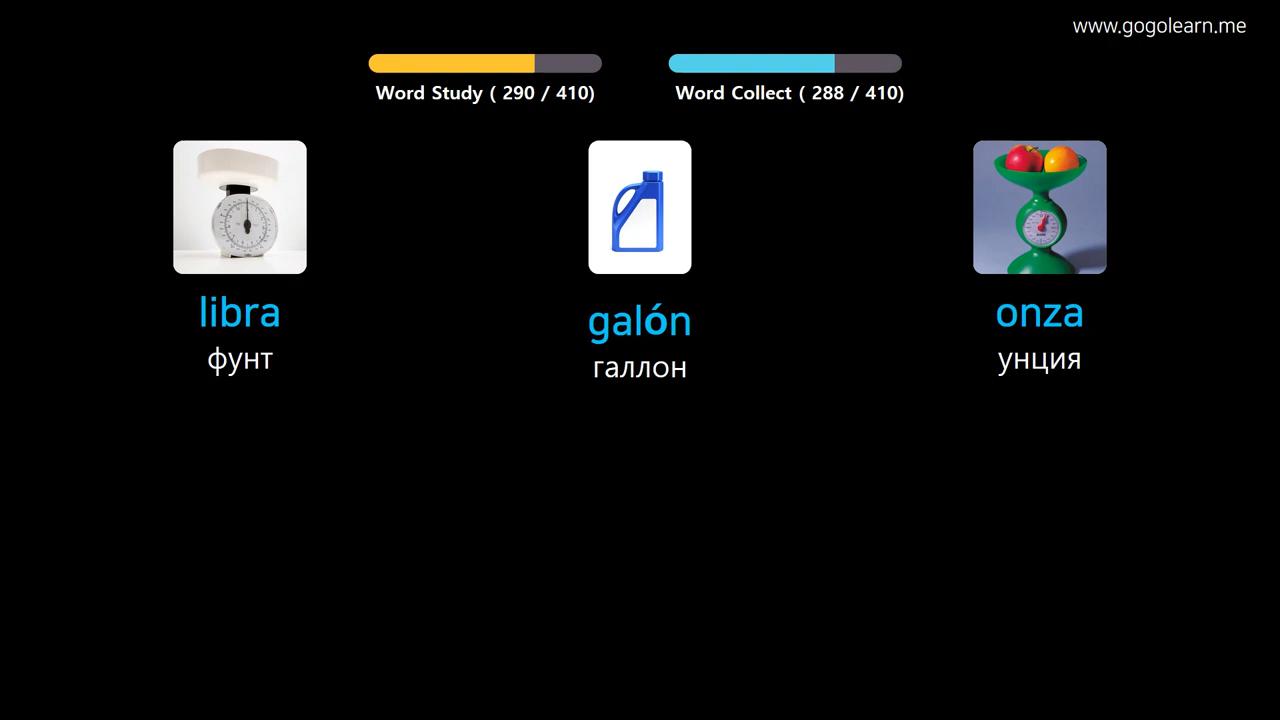 www.gogolearn.me
Word Study ( 290 / 410)
Word Collect ( 288 / 410)
libra
galón
onza
фунт
галлон
унция